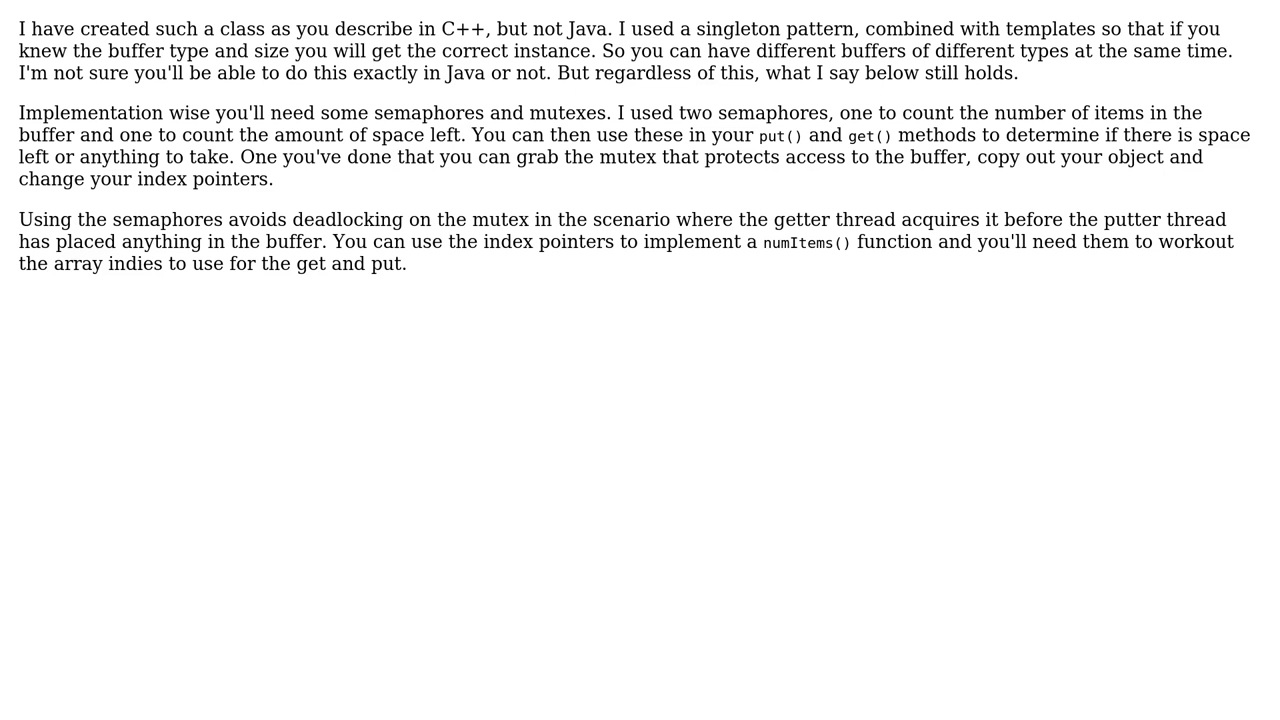 I have created such a class as you describe in C++, but not Java. I used a singleton pattern, combined with templates so that if you
knew the buffer type and size you will get the correct instance. So you can have different buffers of different types at the same time.
I'm not sure you'll be able to do this exactly in Java or not. But regardless of this, what I say below still holds.
Implementation wise you'll need some semaphores and mutexes. I used two semaphores, one to count the number of items in the
buffer and one to count the amount of space left. You can then use these in your put() and get() methods to determine if there is space
left or anything to take. One you've done that you can grab the mutex that protects access to the buffer, copy out your object and
change your index pointers.
Using the semaphores avoids deadlocking on the mutex in the scenario where the getter thread acquires it before the putter thread
has placed anything in the buffer. You can use the index pointers to implement a numItems() function and you'll need them to workout
the array indies to use for the get and put.